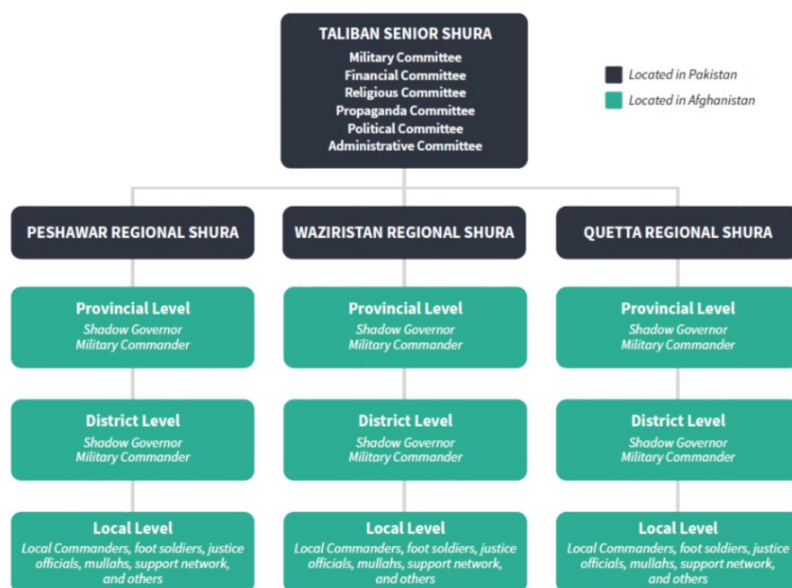 TALIBAN SENIOR SHURA
Military Committee
Financial Committee
Religious Committee
Propaganda Committee
Political Committee
Administrative Committee
Located in Pakistan
Located in Afghanistan
PESHAWAR REGIONAL SHURA
WAZIRISTAN REGIONAL SHURA
QUETTA REGIONAL SHURA
Provincial Level
Shadow Governor
Military Commander
Provincial Level
Shadow Governor
Military Commander
Provincial Level
Shadow Governor
Military Commander
District Level
Shadow Governor
Military Commander
District Level
Shadow Governor
Military Commander
District Level
Shadow Governor
Military Commander
Local Level
Local Commanders, foot soldiers, justice
officials, mullahs, support network,
and others
Local Level
Local Commanders, foot soldiers, justice
officials, mullahs, support network,
and others
Local Level
Local Commanders, foot soldiers, justice
officials, mullahs, support network,
and others